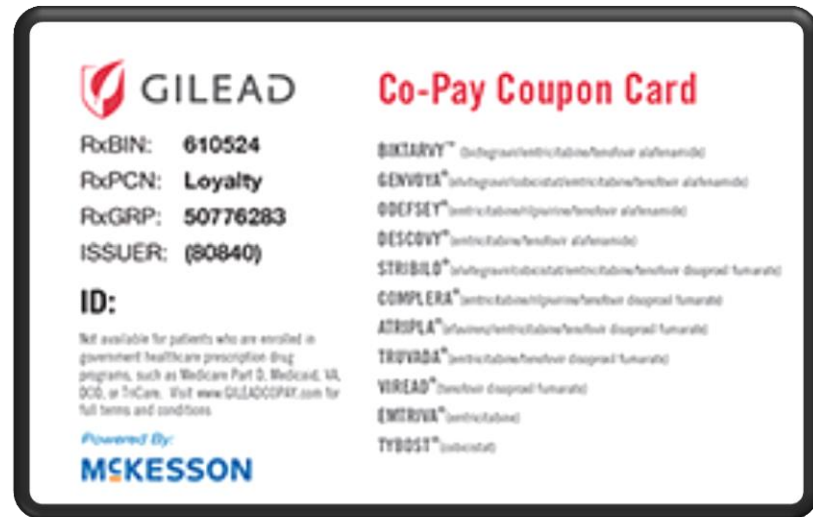 GILEAD
RxBIN: 610524
RxPCN: Loyalty
RxGRP: 50776283
ISSUER: (80840)
ID:
Not available for patients who are enrolled in
government healthcare prescription drug
programs, such as Medicare Part D, Medicaid, VA,
DOD, or TriCare. Visit www.GILEADCOPAY.com for
full terms and conditions
Powered By:
MCKESSON
Co-Pay Coupon Card
BIKTARVY™ (bictegravir/emtricitabine/tenofovir alafenamide)
GENVOYA® (elvitegravir/cobicistat/emtricitabine/tenofovir alafenamide)
ODEFSEY® (emtricitabine/rilpivirine/tenofovir alafenamide)
DESCOVY® (emtricitabine/tenofovir alafenamide)
STRIBILD® (elvitegravir/cobicistat/emtricitabine/tenofovir disoproxil fumarate)
COMPLERA® (emtricitabine/rilpivirine/tenofovir disoproxil fumarate)
ATRIPLA® (efavirenz/emtricitabine/tenofovir disoproxil fumarate)
TRUVADA® (emtricitabine/tenofovir disoproxil fumarate)
VIREAD® (tenofovir disoproxil fumarate)
EMTRIVA® (emtricitabine)
TYBOST® (cobicistat)